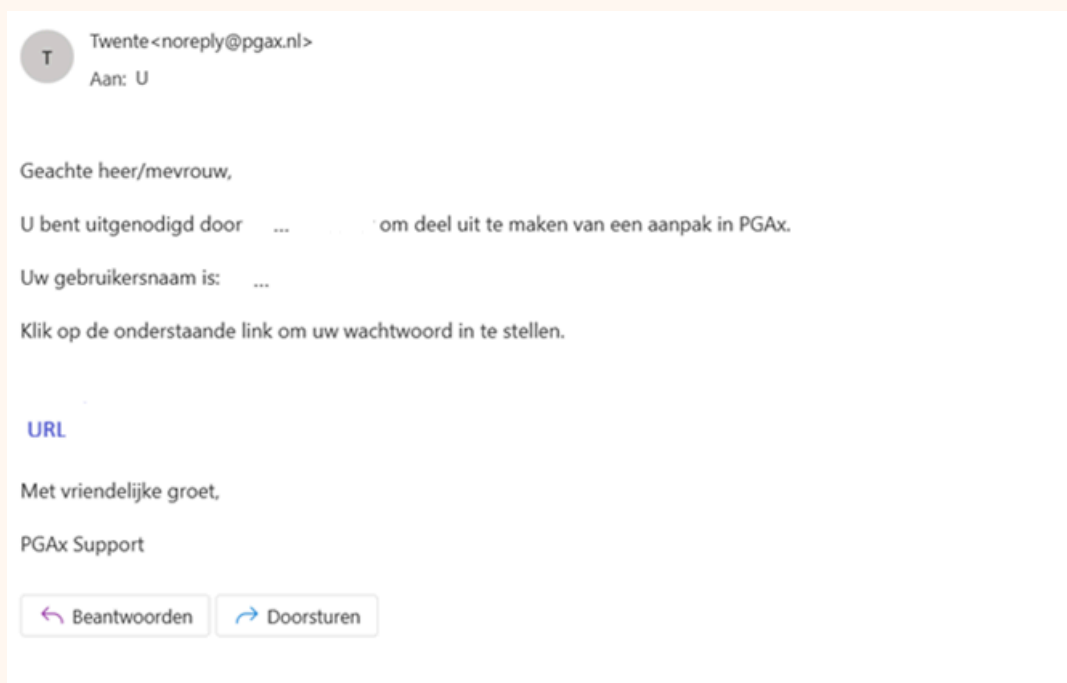 T
Twente<noreply@pgax.nl>
Aan: U
Geachte heer/mevrouw,
U bent uitgenodigd door ... om deel uit te maken van een aanpak in PGAx.
Uw gebruikersnaam is: ...
Klik op de onderstaande link om uw wachtwoord in te stellen.
URL
Met vriendelijke groet,
PGAx Support
Beantwoorden Doorsturen